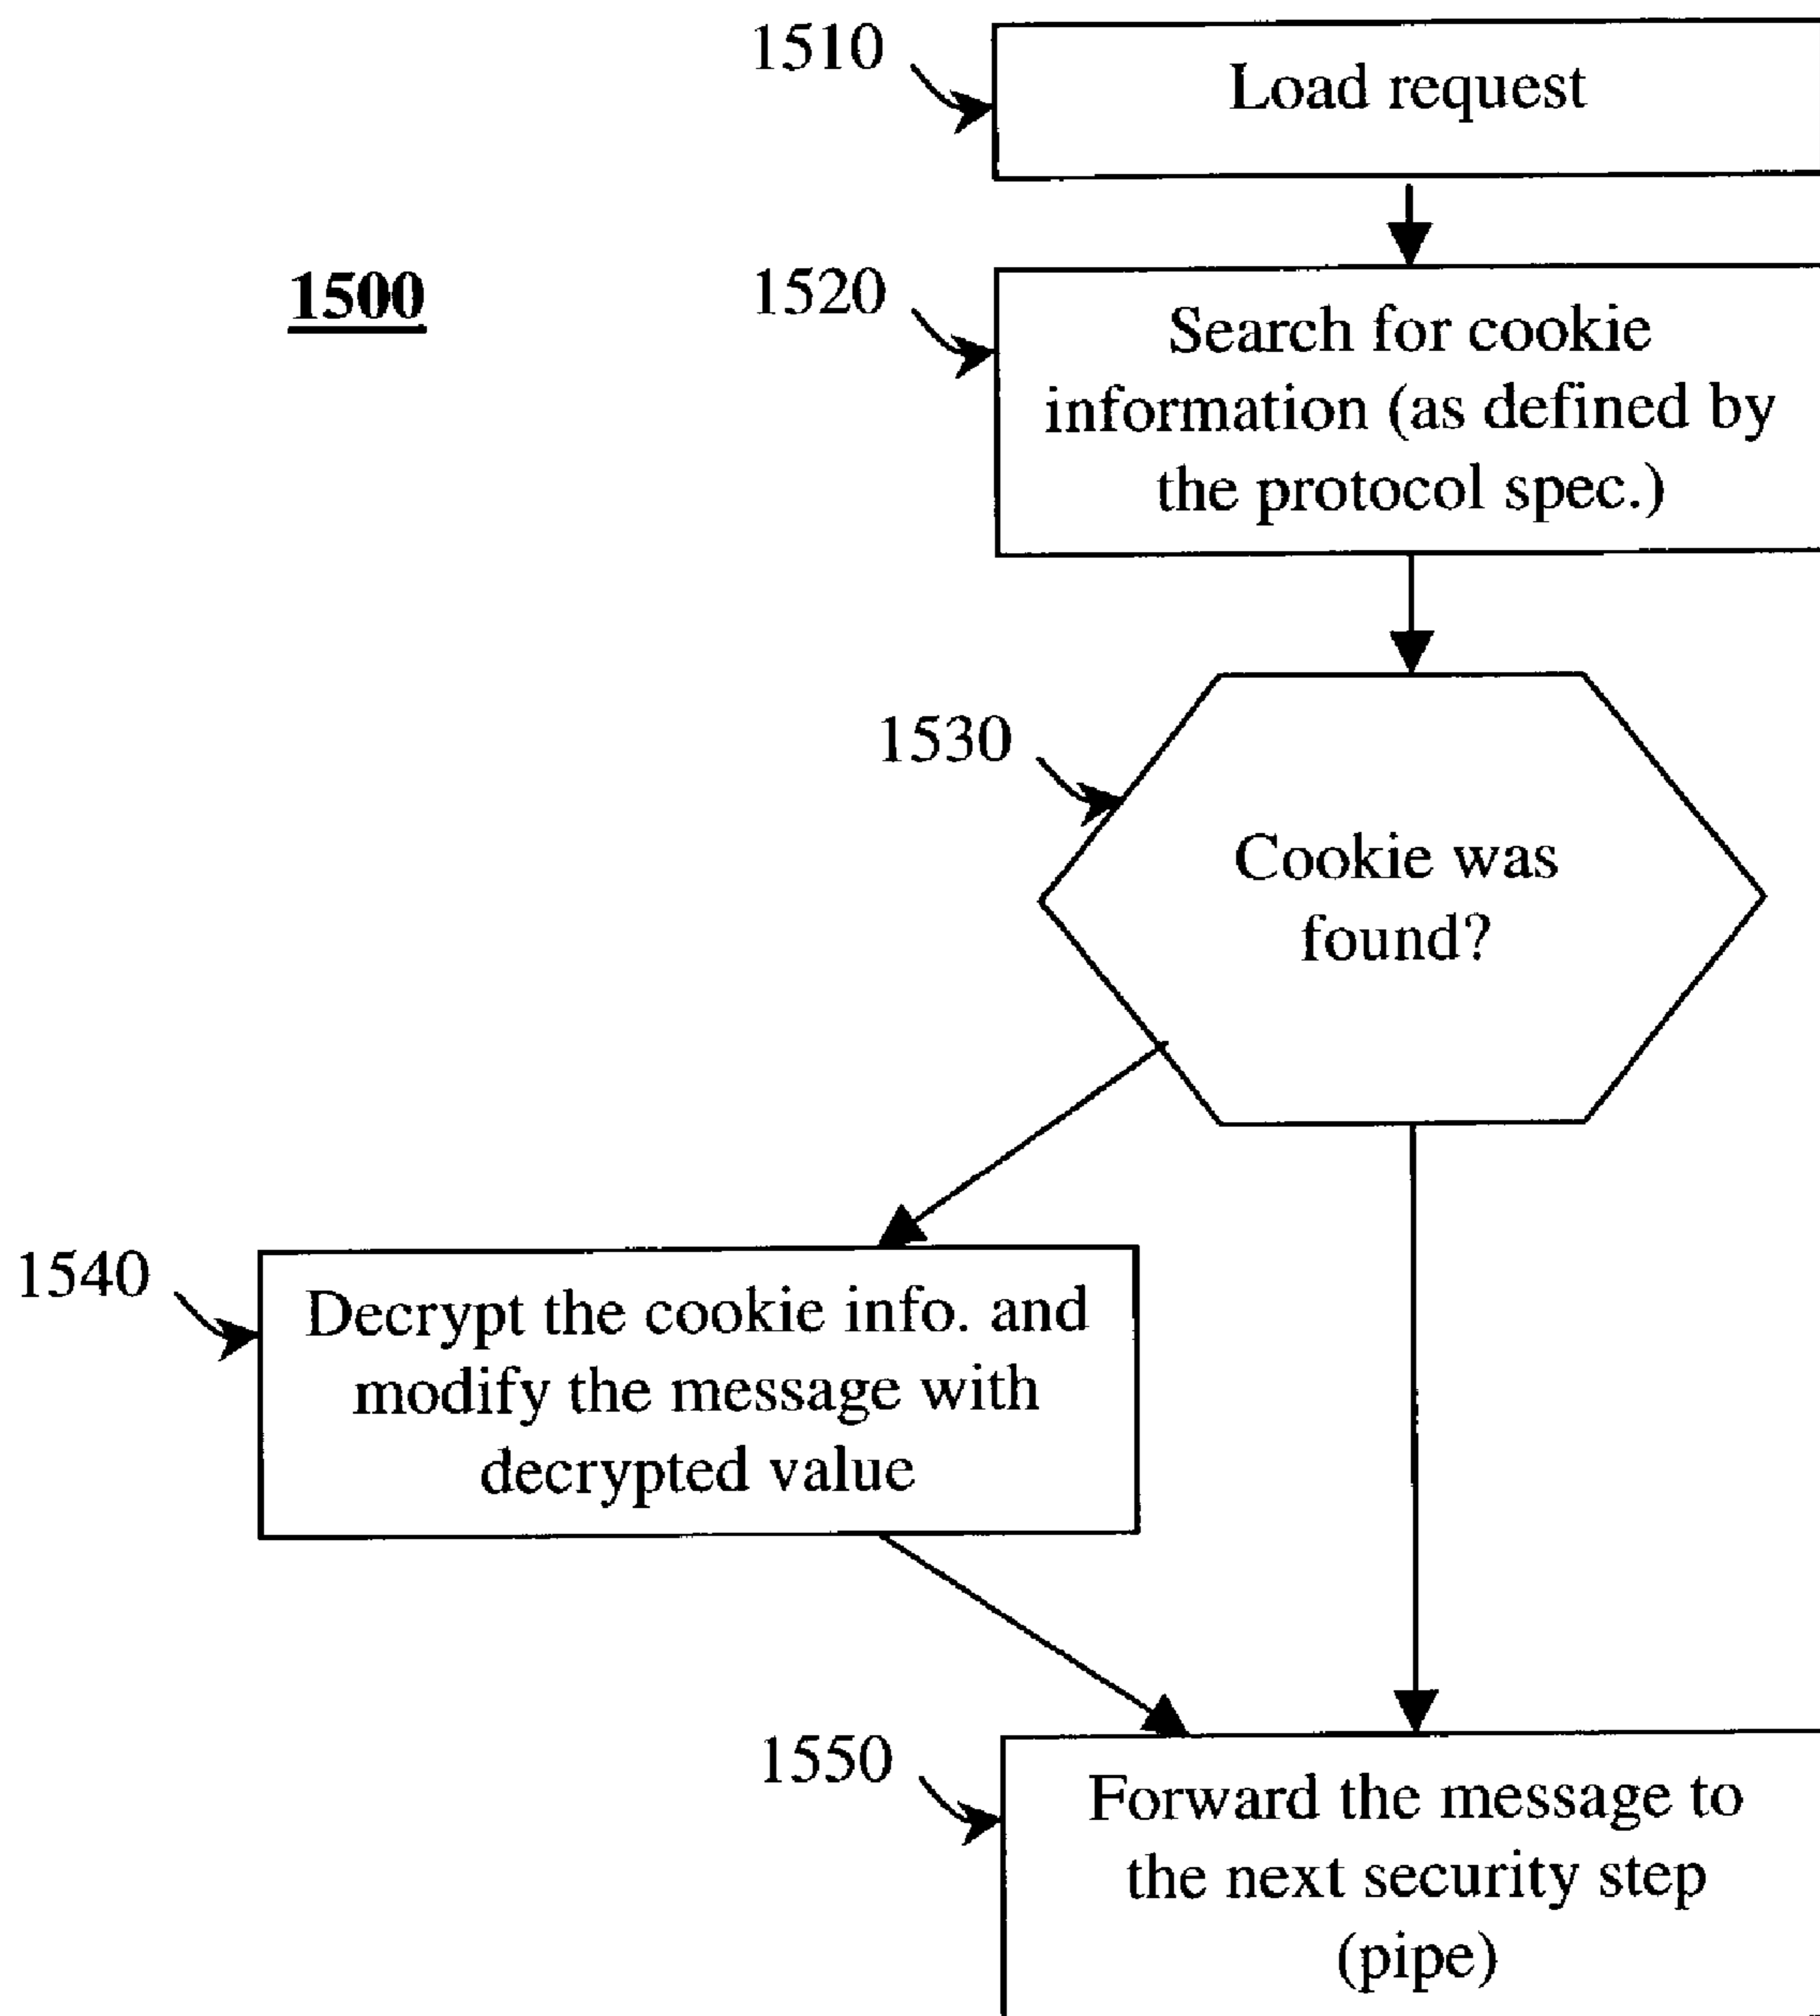 1510
Load request
1500
1520
Search for cookie
information (as defined by
the protocol spec.)
1530
Cookie was
found?
1540
Decrypt the cookie info. and
modify the message with
decrypted value
1550
Forward the message to
the next security step
(pipe)